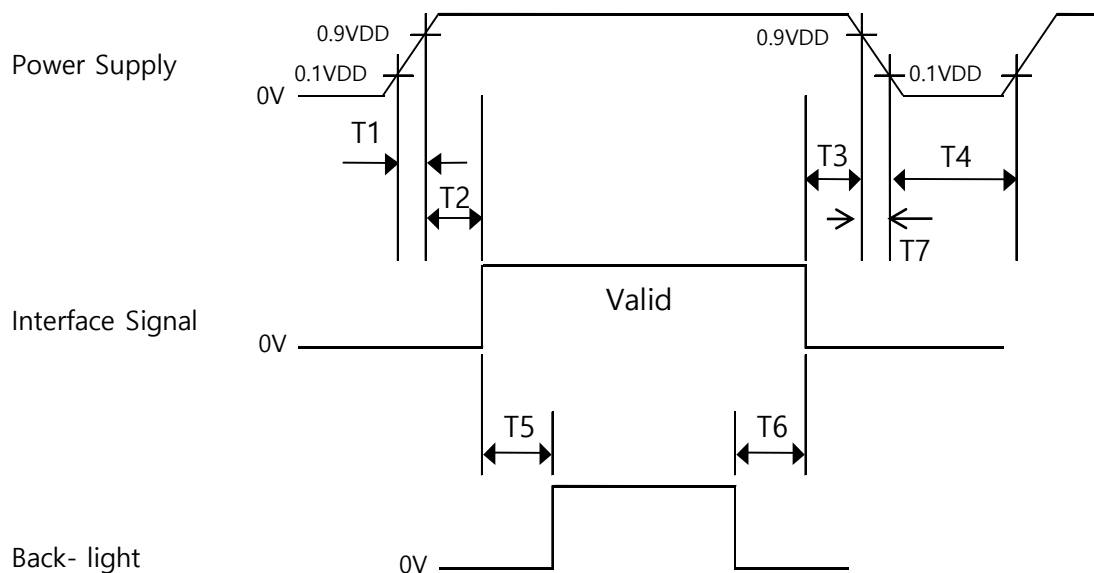 0.9VDD
0.9VDD
Power Supply
0.1VDD
0.1VDD
0V
T1
T3
T4
T2
T7
Valid
Interface Signal
0V
T5
T6
Back- light
0V